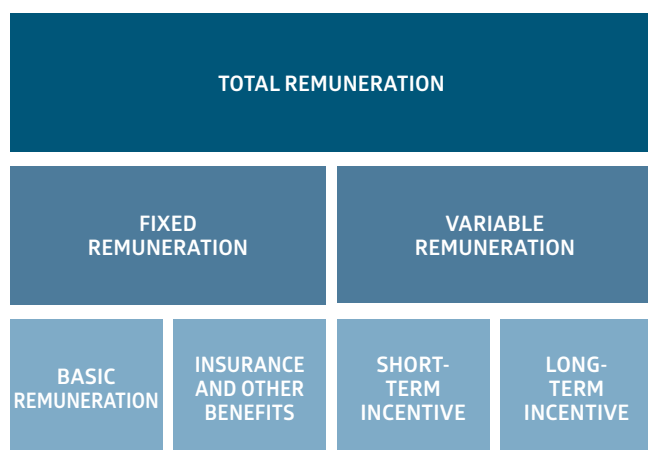 TOTAL REMUNERATION
FIXED
REMUNERATION
VARIABLE
REMUNERATION
BASIC
REMUNERATION
INSURANCE
AND OTHER
BENEFITS
SHORT-
TERM
INCENTIVE
LONG-
TERM
INCENTIVE